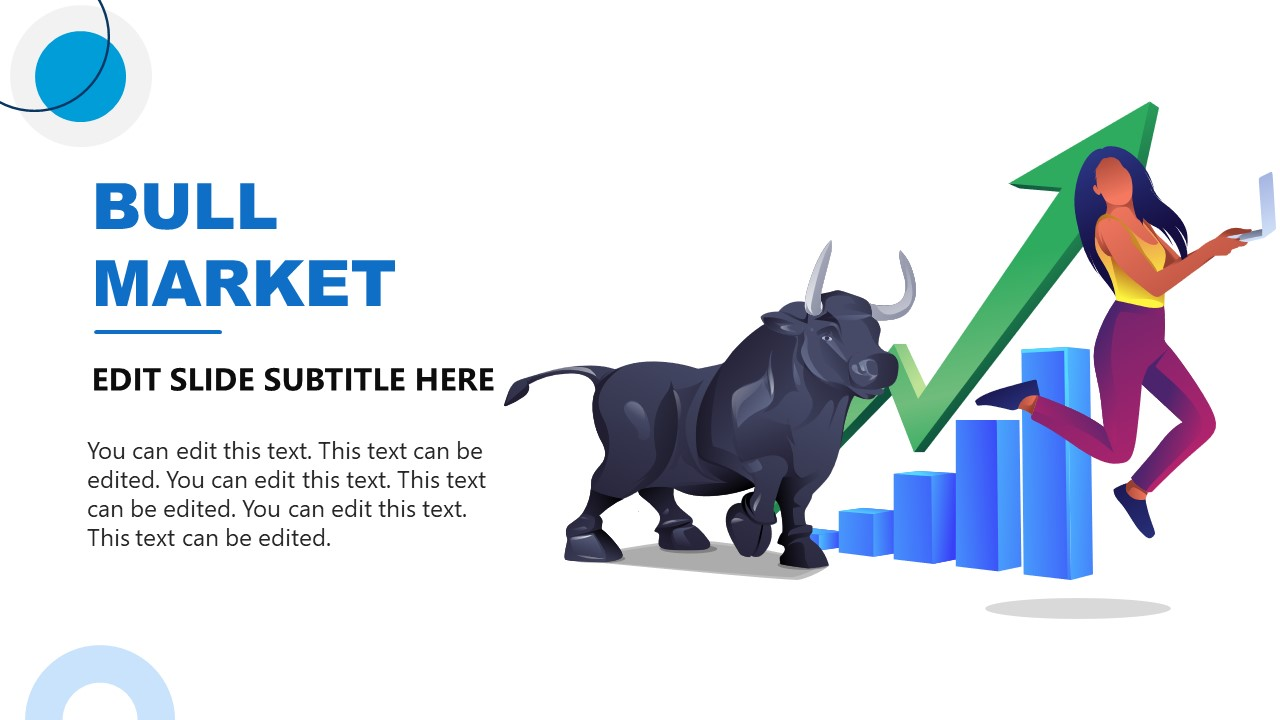 BULL
MARKET
EDIT SLIDE SUBTITLE HERE
You can edit this text. This text can be
edited. You can edit this text. This text
can be edited. You can edit this text.
This text can be edited.